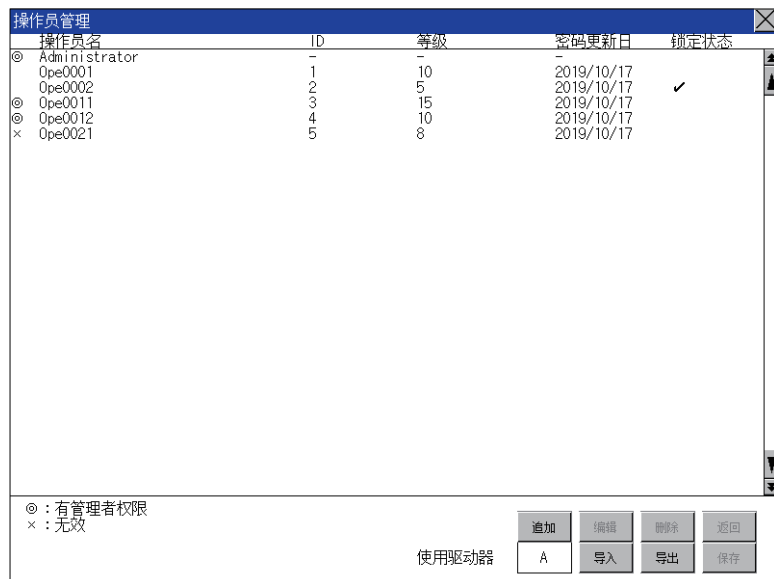 操作员管理
操作员名 ID 等级 密码更新日 锁定状态
◎ Administrator - - -
Ope0001 1 10 2019/10/17
Ope0002 2 5 2019/10/17 ✓
◎ Ope0011 3 15 2019/10/17
◎ Ope0012 4 10 2019/10/17
× Ope0021 5 8 2019/10/17
◎：有管理者权限
×：无效
追加 编辑 删除 返回
使用驱动器 A 导入 导出 保存